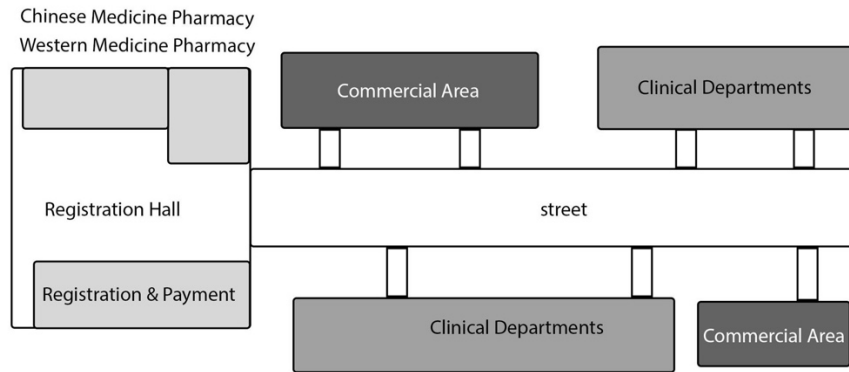 Chinese Medicine Pharmacy
Western Medicine Pharmacy
Commercial Area
Clinical Departments
Registration Hall
street
Registration & Payment
Clinical Departments
Commercial Area